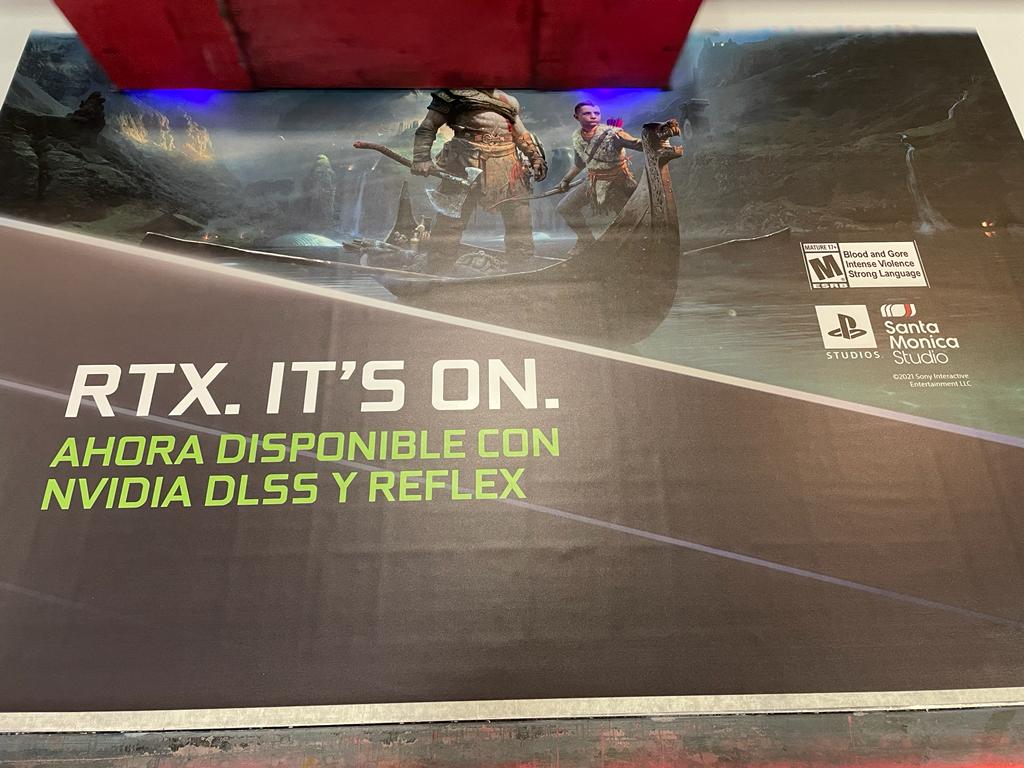 MATURE 17+
M
ESRB
Blood and Gore
Intense Violence
Strong Language
STUDIOS
Santa
Monica
Studio
©2021 Sony Interactive
Entertainment LLC
RTX. IT'S ON.
AHORA DISPONIBLE CON
NVIDIA DLSS Y REFLEX